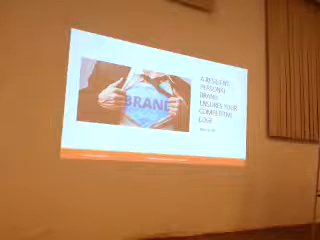 BRAND
A RESILIENT
PERSONAL
BRAND
ENSURES YOUR
COMPETITIVE
EDGE